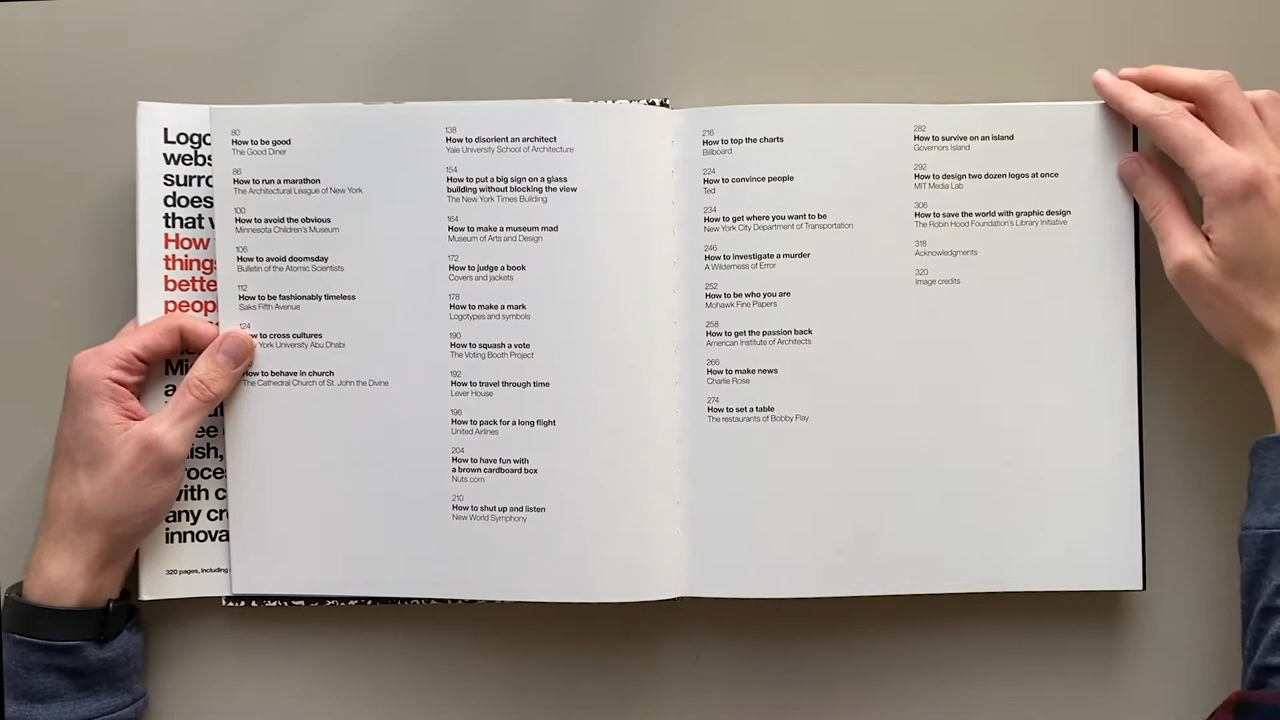 Logo
webs
surro
does
that w
How
things
bette
peop
Mi
a
ee
ish,
roces
with c
any cr
innova
320 pages, including
80
How to be good
The Good Diner
86
How to run a marathon
The Architectural League of New York
100
How to avoid the obvious
Minnesota Children's Museum
106
How to avoid doomsday
Bulletin of the Atomic Scientists
112
How to be fashionably timeless
Saks Fifth Avenue
124
w to cross cultures
York University Abu Dhabi
How to behave in church
The Cathedral Church of St. John the Divine
138
How to disorient an architect
Yale University School of Architecture
154
How to put a big sign on a glass
building without blocking the view
The New York Times Building
164
How to make a museum mad
Museum of Arts and Design
172
How to judge a book
Covers and jackets
178
How to make a mark
Logotypes and symbols
190
How to squash a vote
The Voting Booth Project
192
How to travel through time
Lever House
196
How to pack for a long flight
United Airlines
204
How to have fun with
a brown cardboard box
Nuts.com
210
How to shut up and listen
New World Symphony
216
How to top the charts
Billboard
224
How to convince people
Ted
234
How to get where you want to be
New York City Department of Transportation
246
How to investigate a murder
A Wilderness of Error
252
How to be who you are
Mohawk Fine Papers
258
How to get the passion back
American Institute of Architects
266
How to make news
Charlie Rose
274
How to set a table
The restaurants of Bobby Flay
282
How to survive on an island
Governors Island
292
How to design two dozen logos at once
MIT Media Lab
306
How to save the world with graphic design
The Robin Hood Foundation's Library Initiative
318
Acknowledgments
320
Image credits